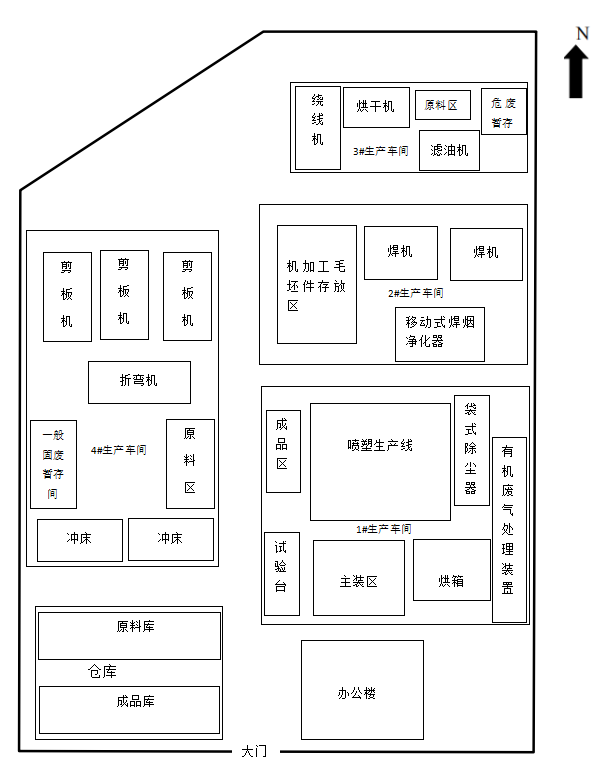 N
绕
线
机
烘干机
原料区
危 废
暂存
3#生产车间
滤油机
机加工毛
坯件存放
区
焊机
焊机
2#生产车间
移动式焊烟
净化器
剪
板
机
剪
板
机
剪
板
机
折弯机
一般
固废
暂存
间
4#生产车间
原
料
区
冲床
冲床
成
品
区
喷塑生产线
袋
式
除
尘
器
有
机
废
气
处
理
装
置
1#生产车间
试
验
台
主装区
烘箱
原料库
仓库
成品库
办公楼
大门